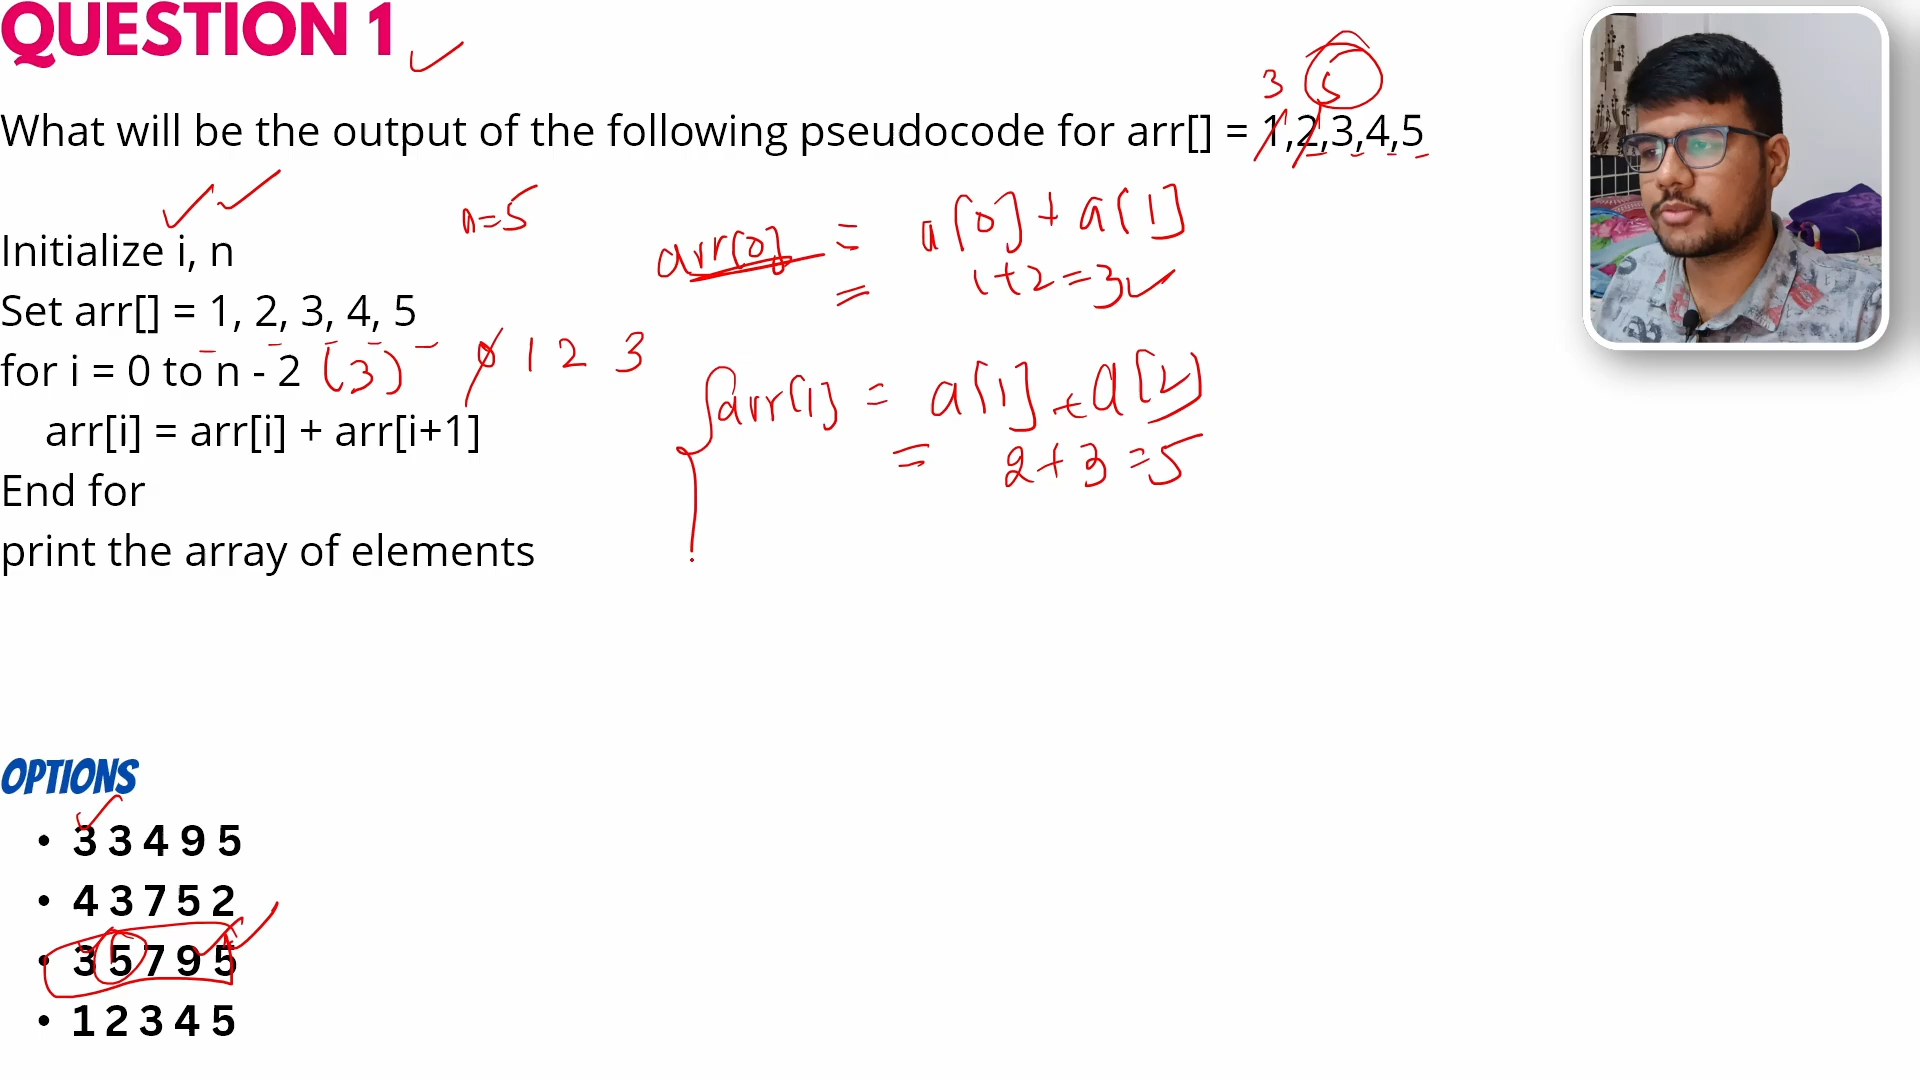 QUESTION 1
3 5
What will be the output of the following pseudocode for arr[] = 1,2,3,4,5
n=5
arr[0] = a[0] + a[1]
= 1+2=3
Initialize i, n
Set arr[] = 1, 2, 3, 4, 5
for i = 0 to n - 2 (3) 0 1 2 3
arr[1] = a[1] + a[2]
= 2+3=5
arr[i] = arr[i] + arr[i+1]
End for
print the array of elements
OPTIONS
• 3 3 4 9 5
• 4 3 7 5 2
• 3 5 7 9 5
• 1 2 3 4 5